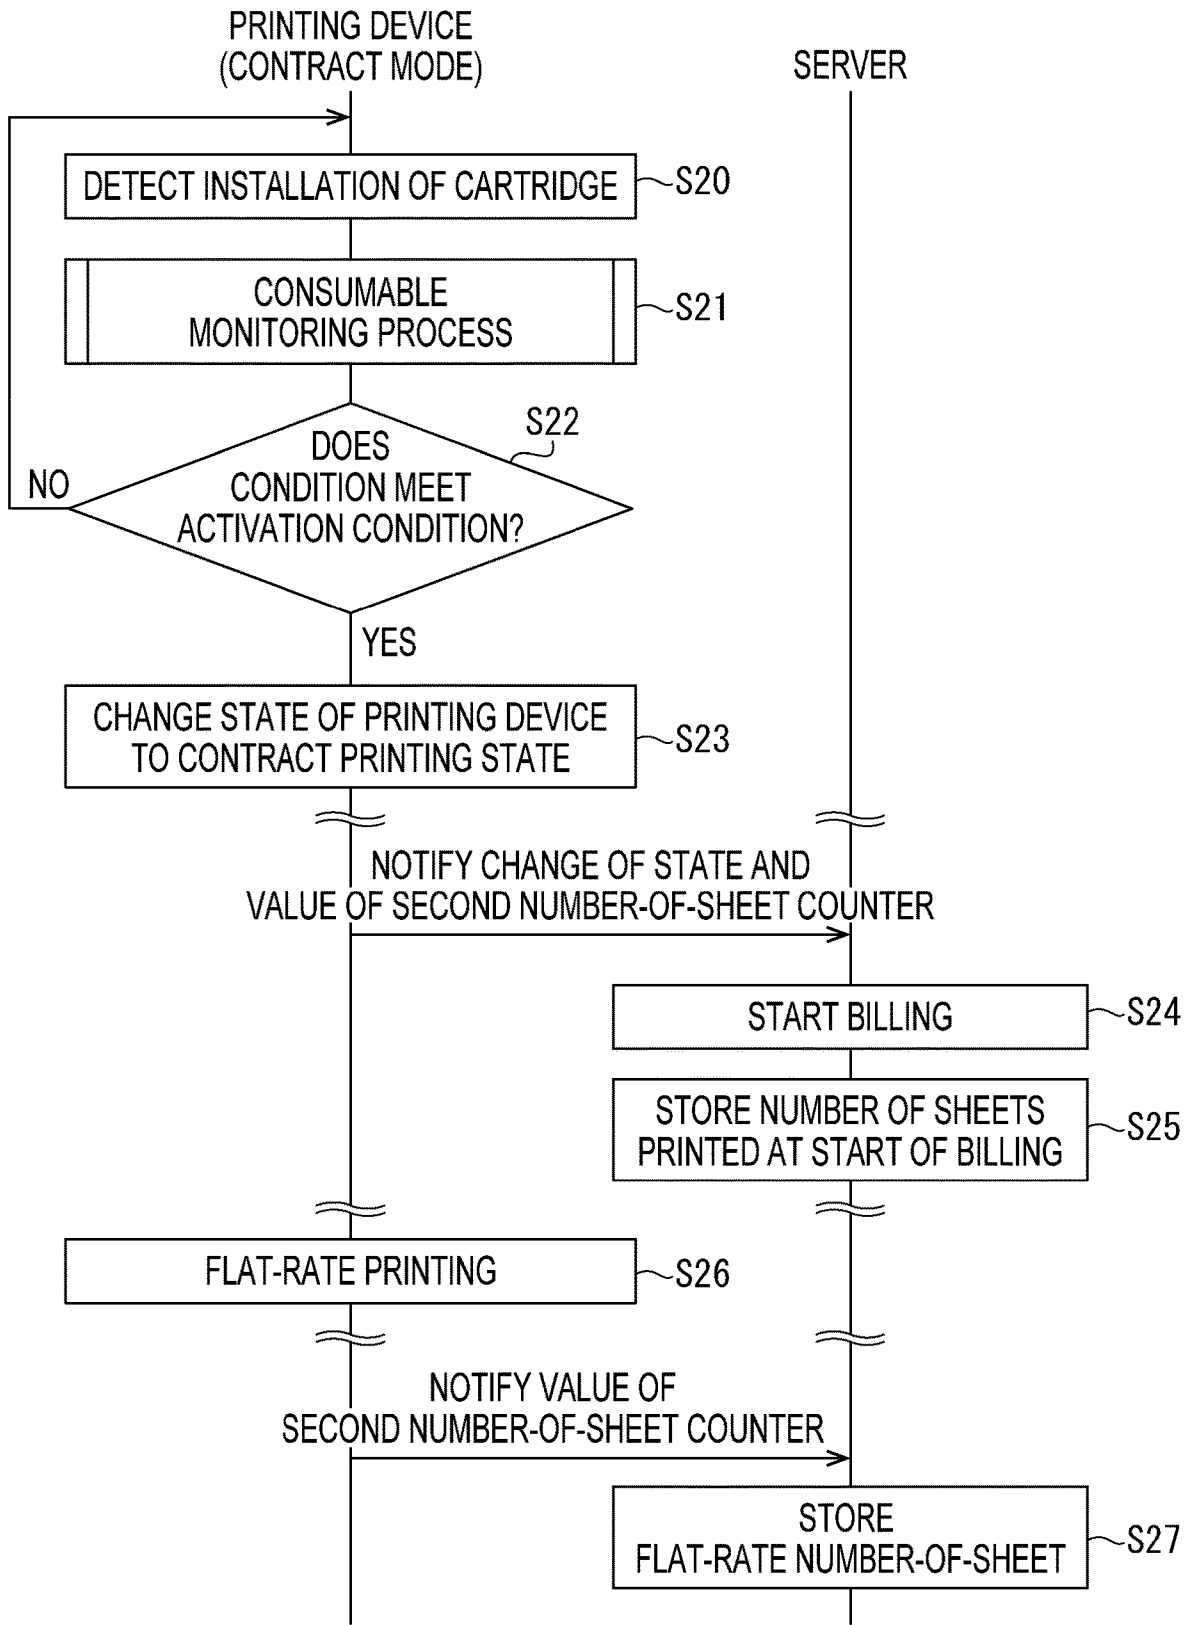 PRINTING DEVICE
(CONTRACT MODE)
SERVER
DETECT INSTALLATION OF CARTRIDGE
S20
CONSUMABLE
MONITORING PROCESS
S21
S22
DOES
CONDITION MEET
ACTIVATION CONDITION?
NO
YES
CHANGE STATE OF PRINTING DEVICE
TO CONTRACT PRINTING STATE
S23
NOTIFY CHANGE OF STATE AND
VALUE OF SECOND NUMBER-OF-SHEET COUNTER
START BILLING
S24
STORE NUMBER OF SHEETS
PRINTED AT START OF BILLING
S25
FLAT-RATE PRINTING
S26
NOTIFY VALUE OF
SECOND NUMBER-OF-SHEET COUNTER
STORE
FLAT-RATE NUMBER-OF-SHEET
S27